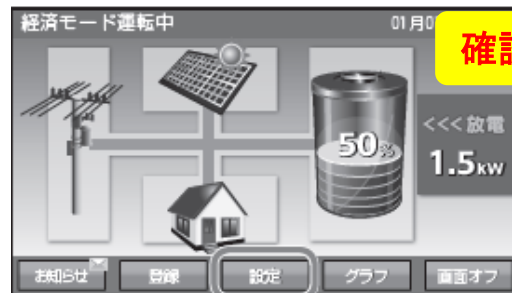 経済モード運転中
01月0
確認
50%
<<<放電
1.5kw
お知らせ
登録
設定
グラフ
画面オフ